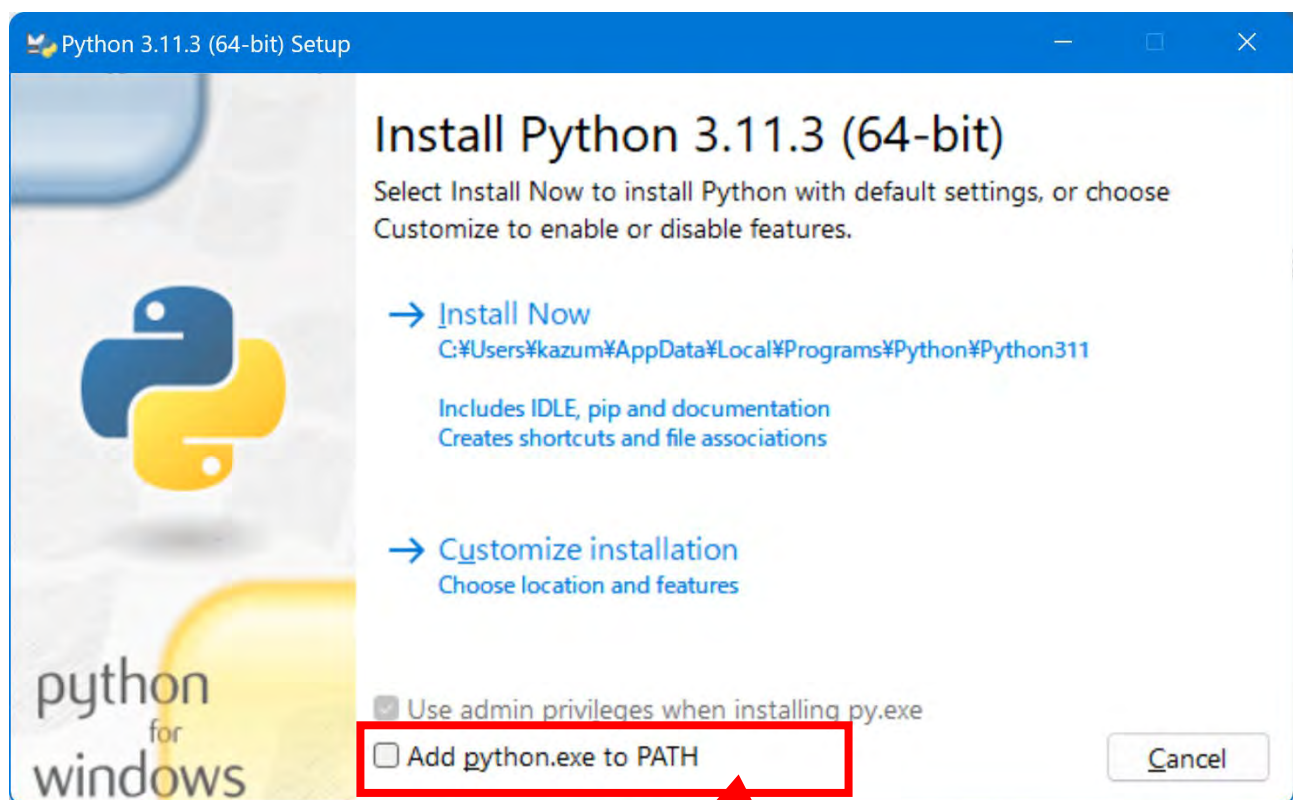 Python 3.11.3 (64-bit) Setup
Install Python 3.11.3 (64-bit)
Select Install Now to install Python with default settings, or choose
Customize to enable or disable features.
Install Now
C:¥Users¥kazum¥AppData¥Local¥Programs¥Python¥Python311
Includes IDLE, pip and documentation
Creates shortcuts and file associations
Customize installation
Choose location and features
python
for
windows
Use admin privileges when installing py.exe
Add python.exe to PATH
Cancel